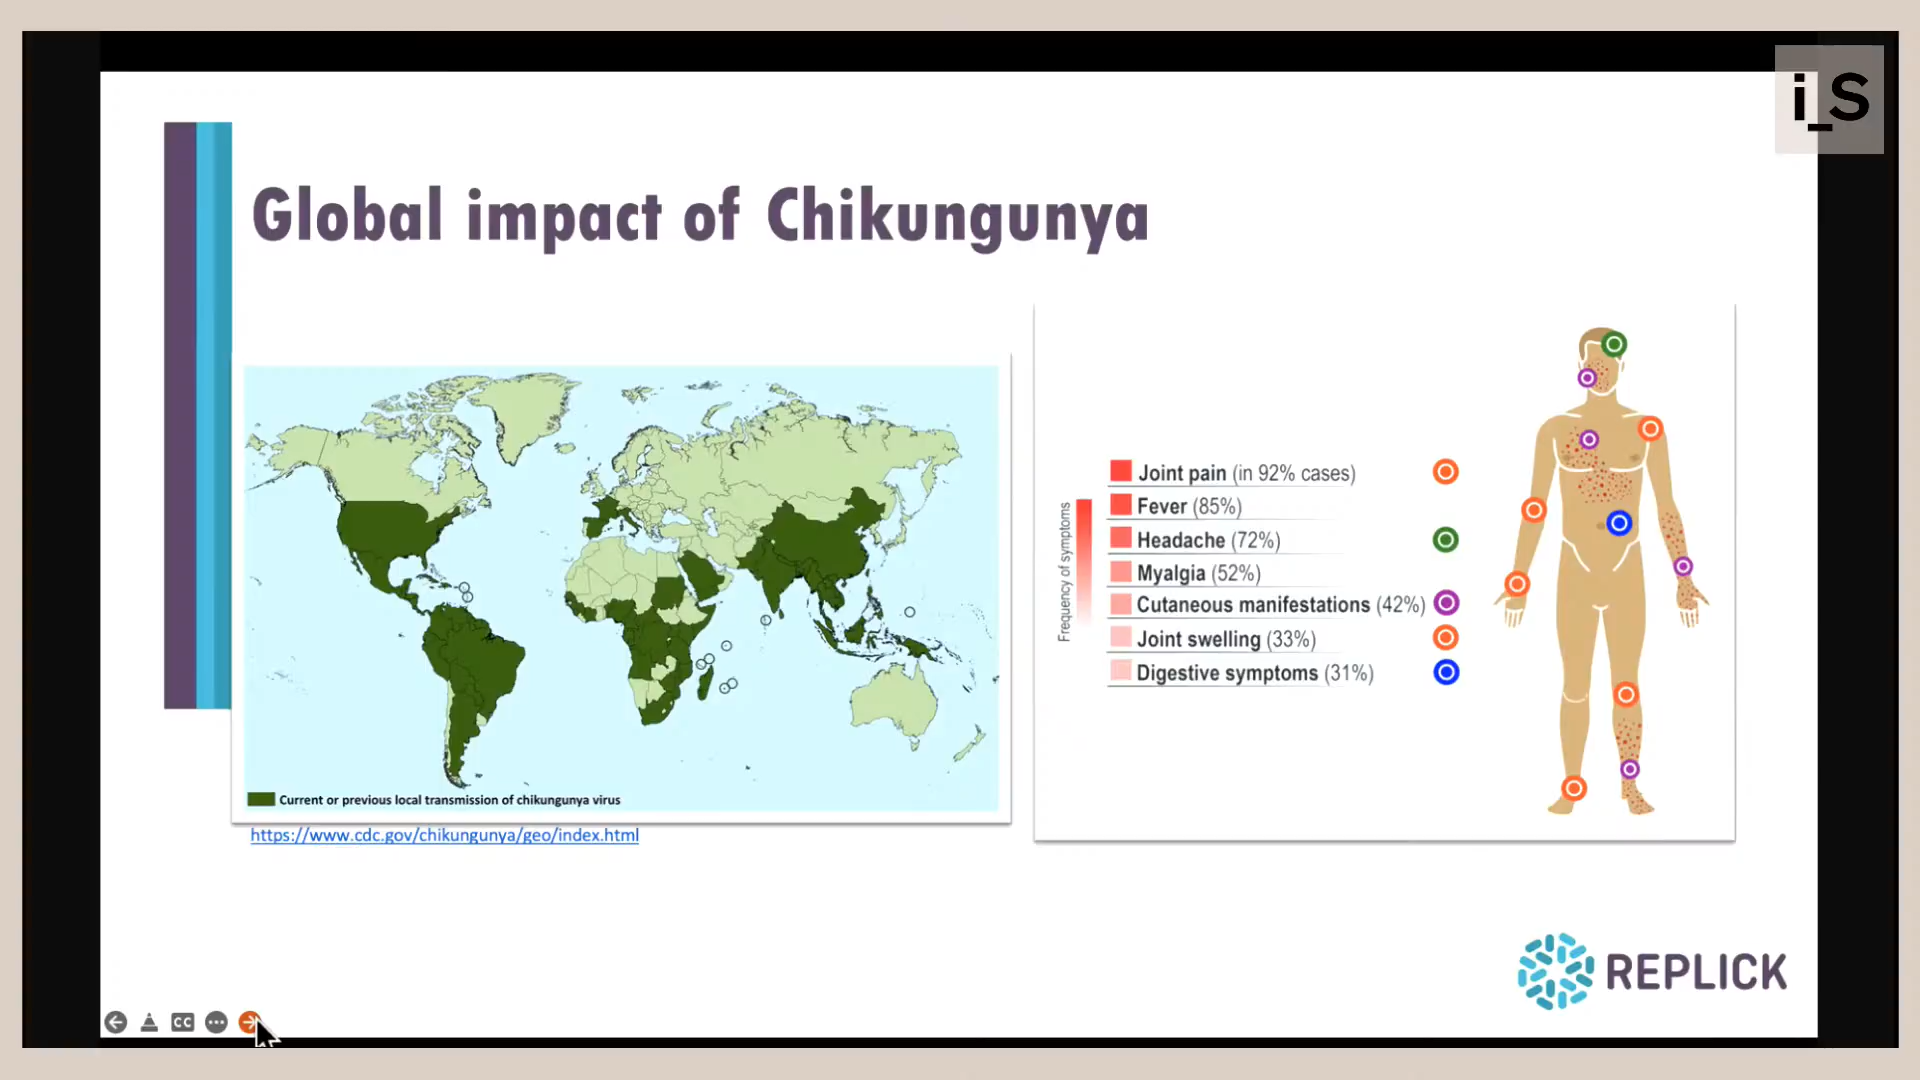 i_S
Global impact of Chikungunya
Current or previous local transmission of chikungunya virus
https://www.cdc.gov/chikungunya/geo/index.html
Frequency of symptoms
Joint pain (in 92% cases)
Fever (85%)
Headache (72%)
Myalgia (52%)
Cutaneous manifestations (42%)
Joint swelling (33%)
Digestive symptoms (31%)
REPLICK
CC